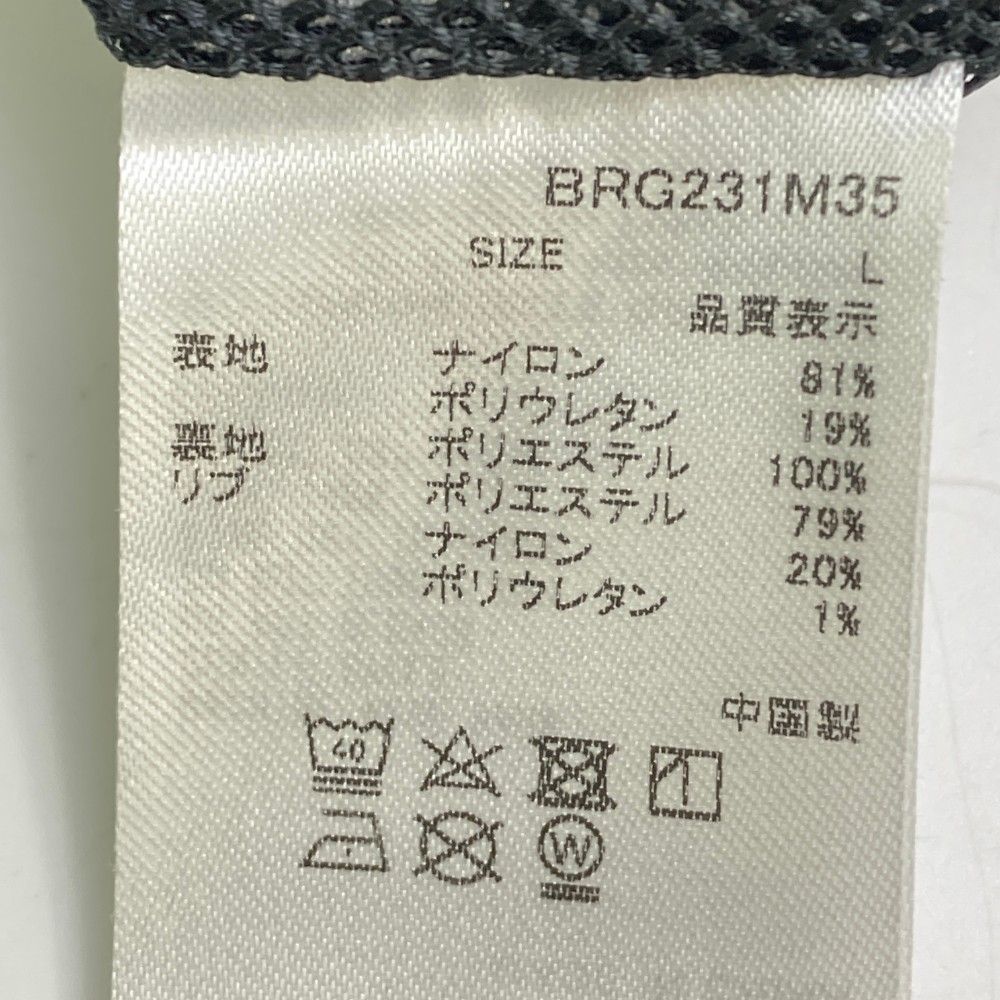 BRG231M35
SIZE L
品質表示
表地 ナイロン 81%
ポリウレタン 19%
裏地 ポリエステル 100%
リブ ポリエステル 79%
ナイロン 20%
ポリウレタン 1%
中国製
40
W